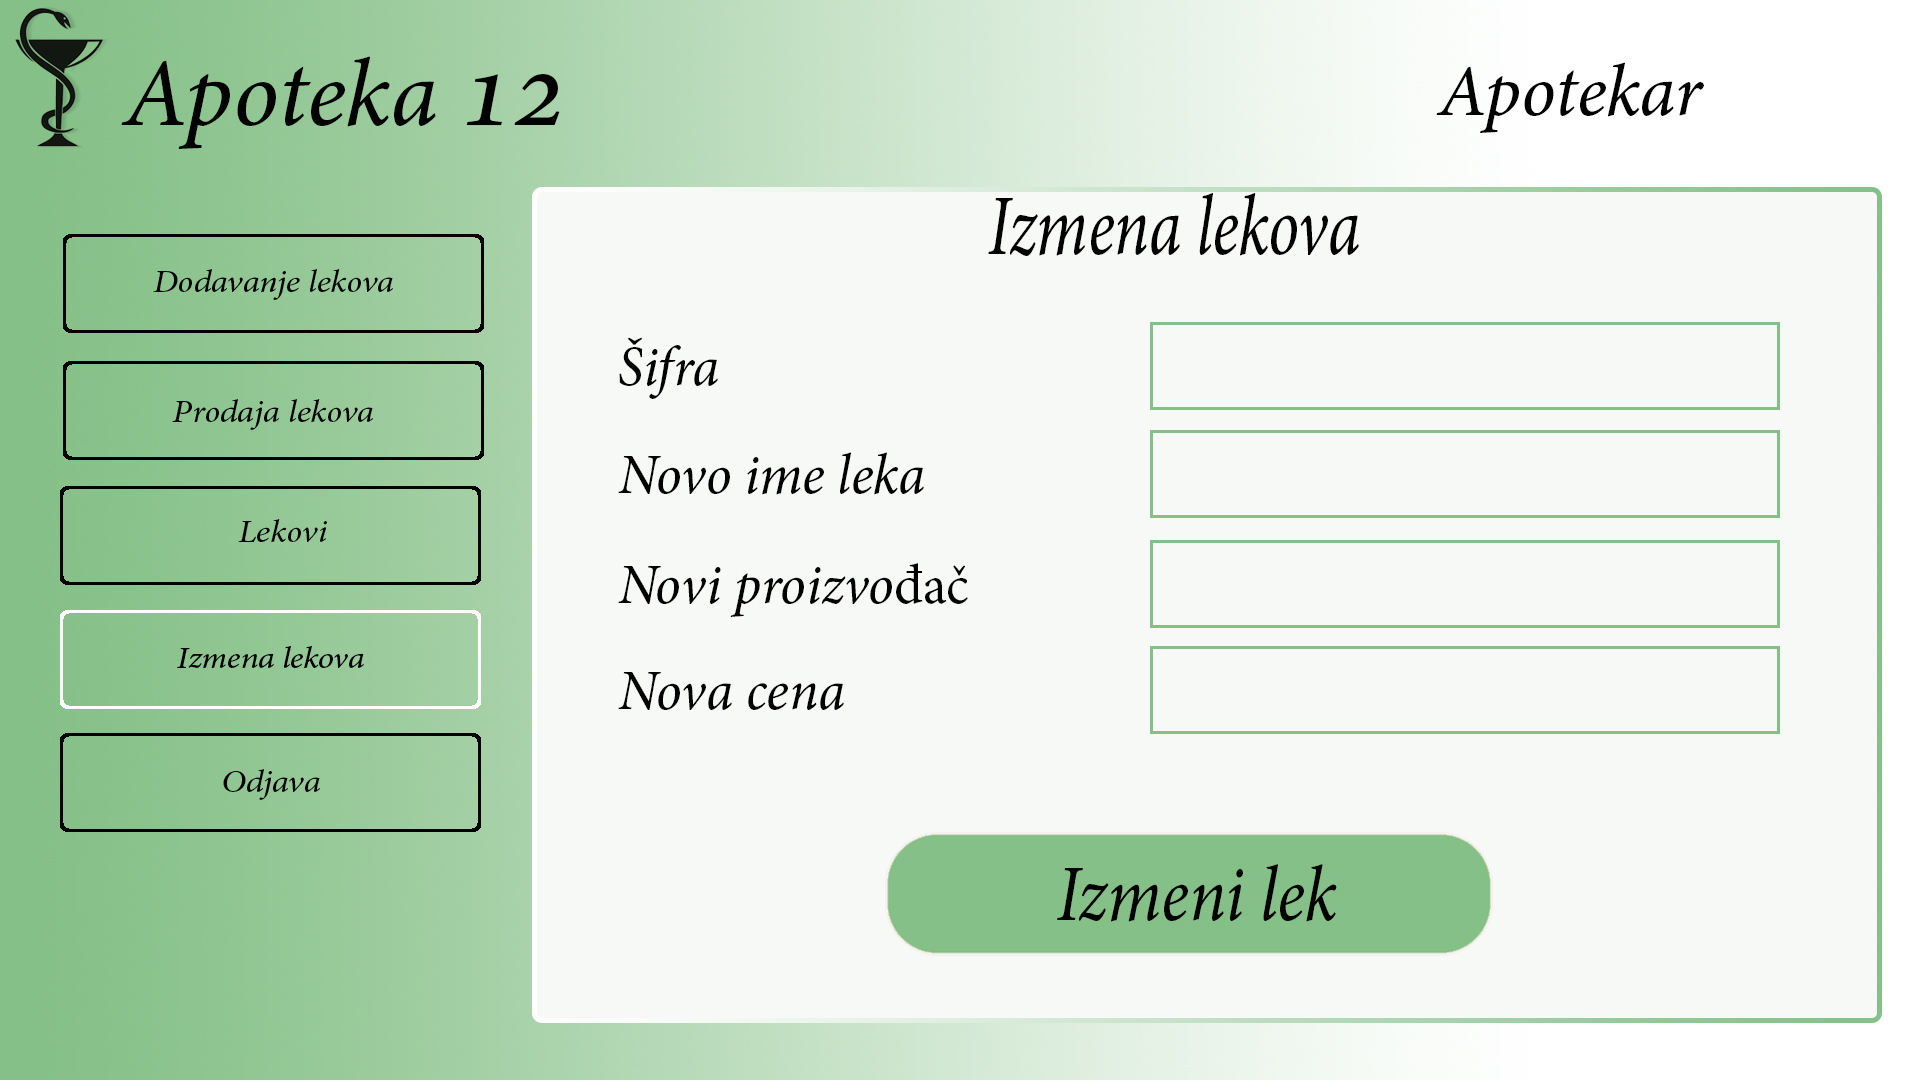 Apoteka 12
Apotekar
Dodavanje lekova
Prodaja lekova
Lekovi
Izmena lekova
Odjava
Izmena lekova
Šifra
Novo ime leka
Novi proizvođač
Nova cena
Izmeni lek